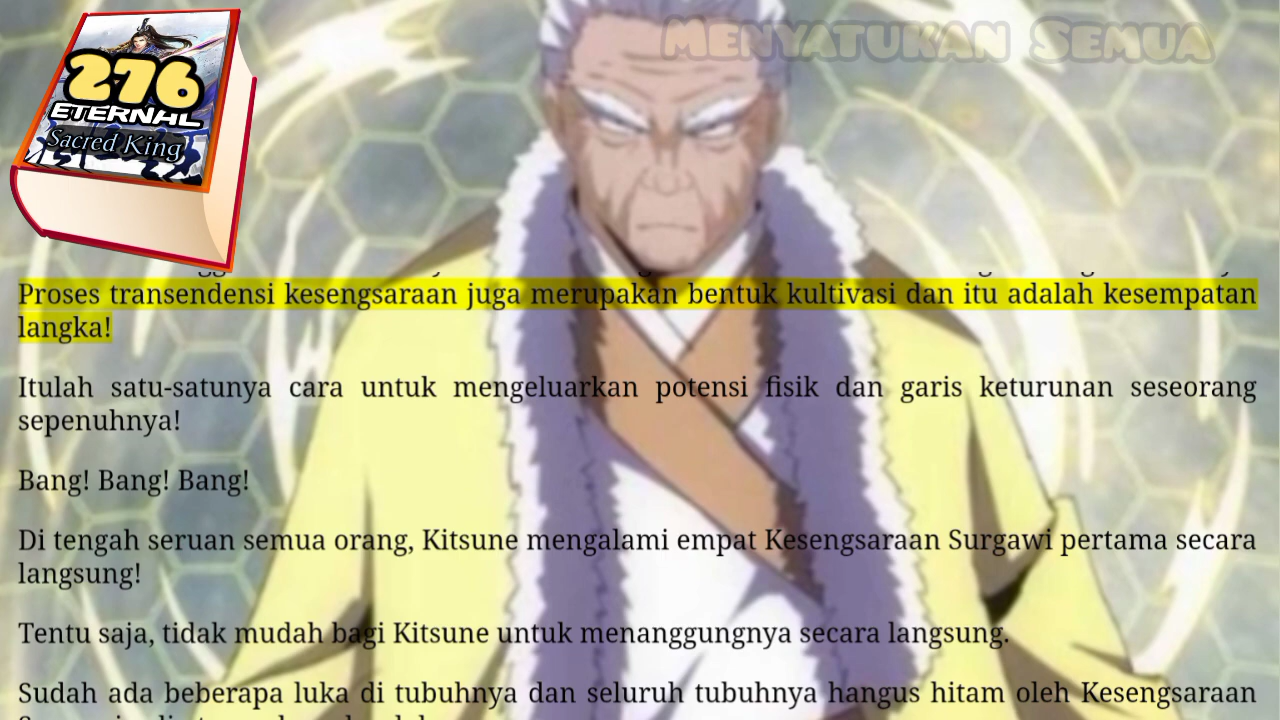 Menyatukan Semua
276
ETERNAL
Sacred King
Proses transendensi kesengsaraan juga merupakan bentuk kultivasi dan itu adalah kesempatan
langka!
Itulah satu-satunya cara untuk mengeluarkan potensi fisik dan garis keturunan seseorang
sepenuhnya!
Bang! Bang! Bang!
Di tengah seruan semua orang, Kitsune mengalami empat Kesengsaraan Surgawi pertama secara
langsung!
Tentu saja, tidak mudah bagi Kitsune untuk menanggungnya secara langsung.
Sudah ada beberapa luka di tubuhnya dan seluruh tubuhnya hangus hitam oleh Kesengsaraan